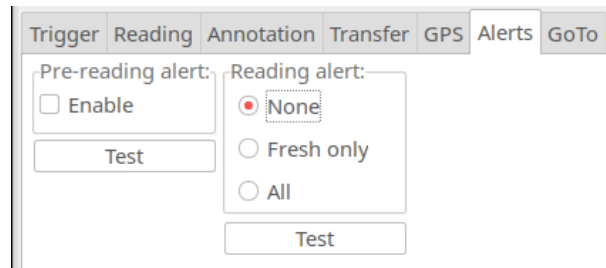 Trigger Reading Annotation Transfer GPS Alerts GoTo
Pre-reading alert:
Enable
Test
Reading alert:
None
Fresh only
All
Test